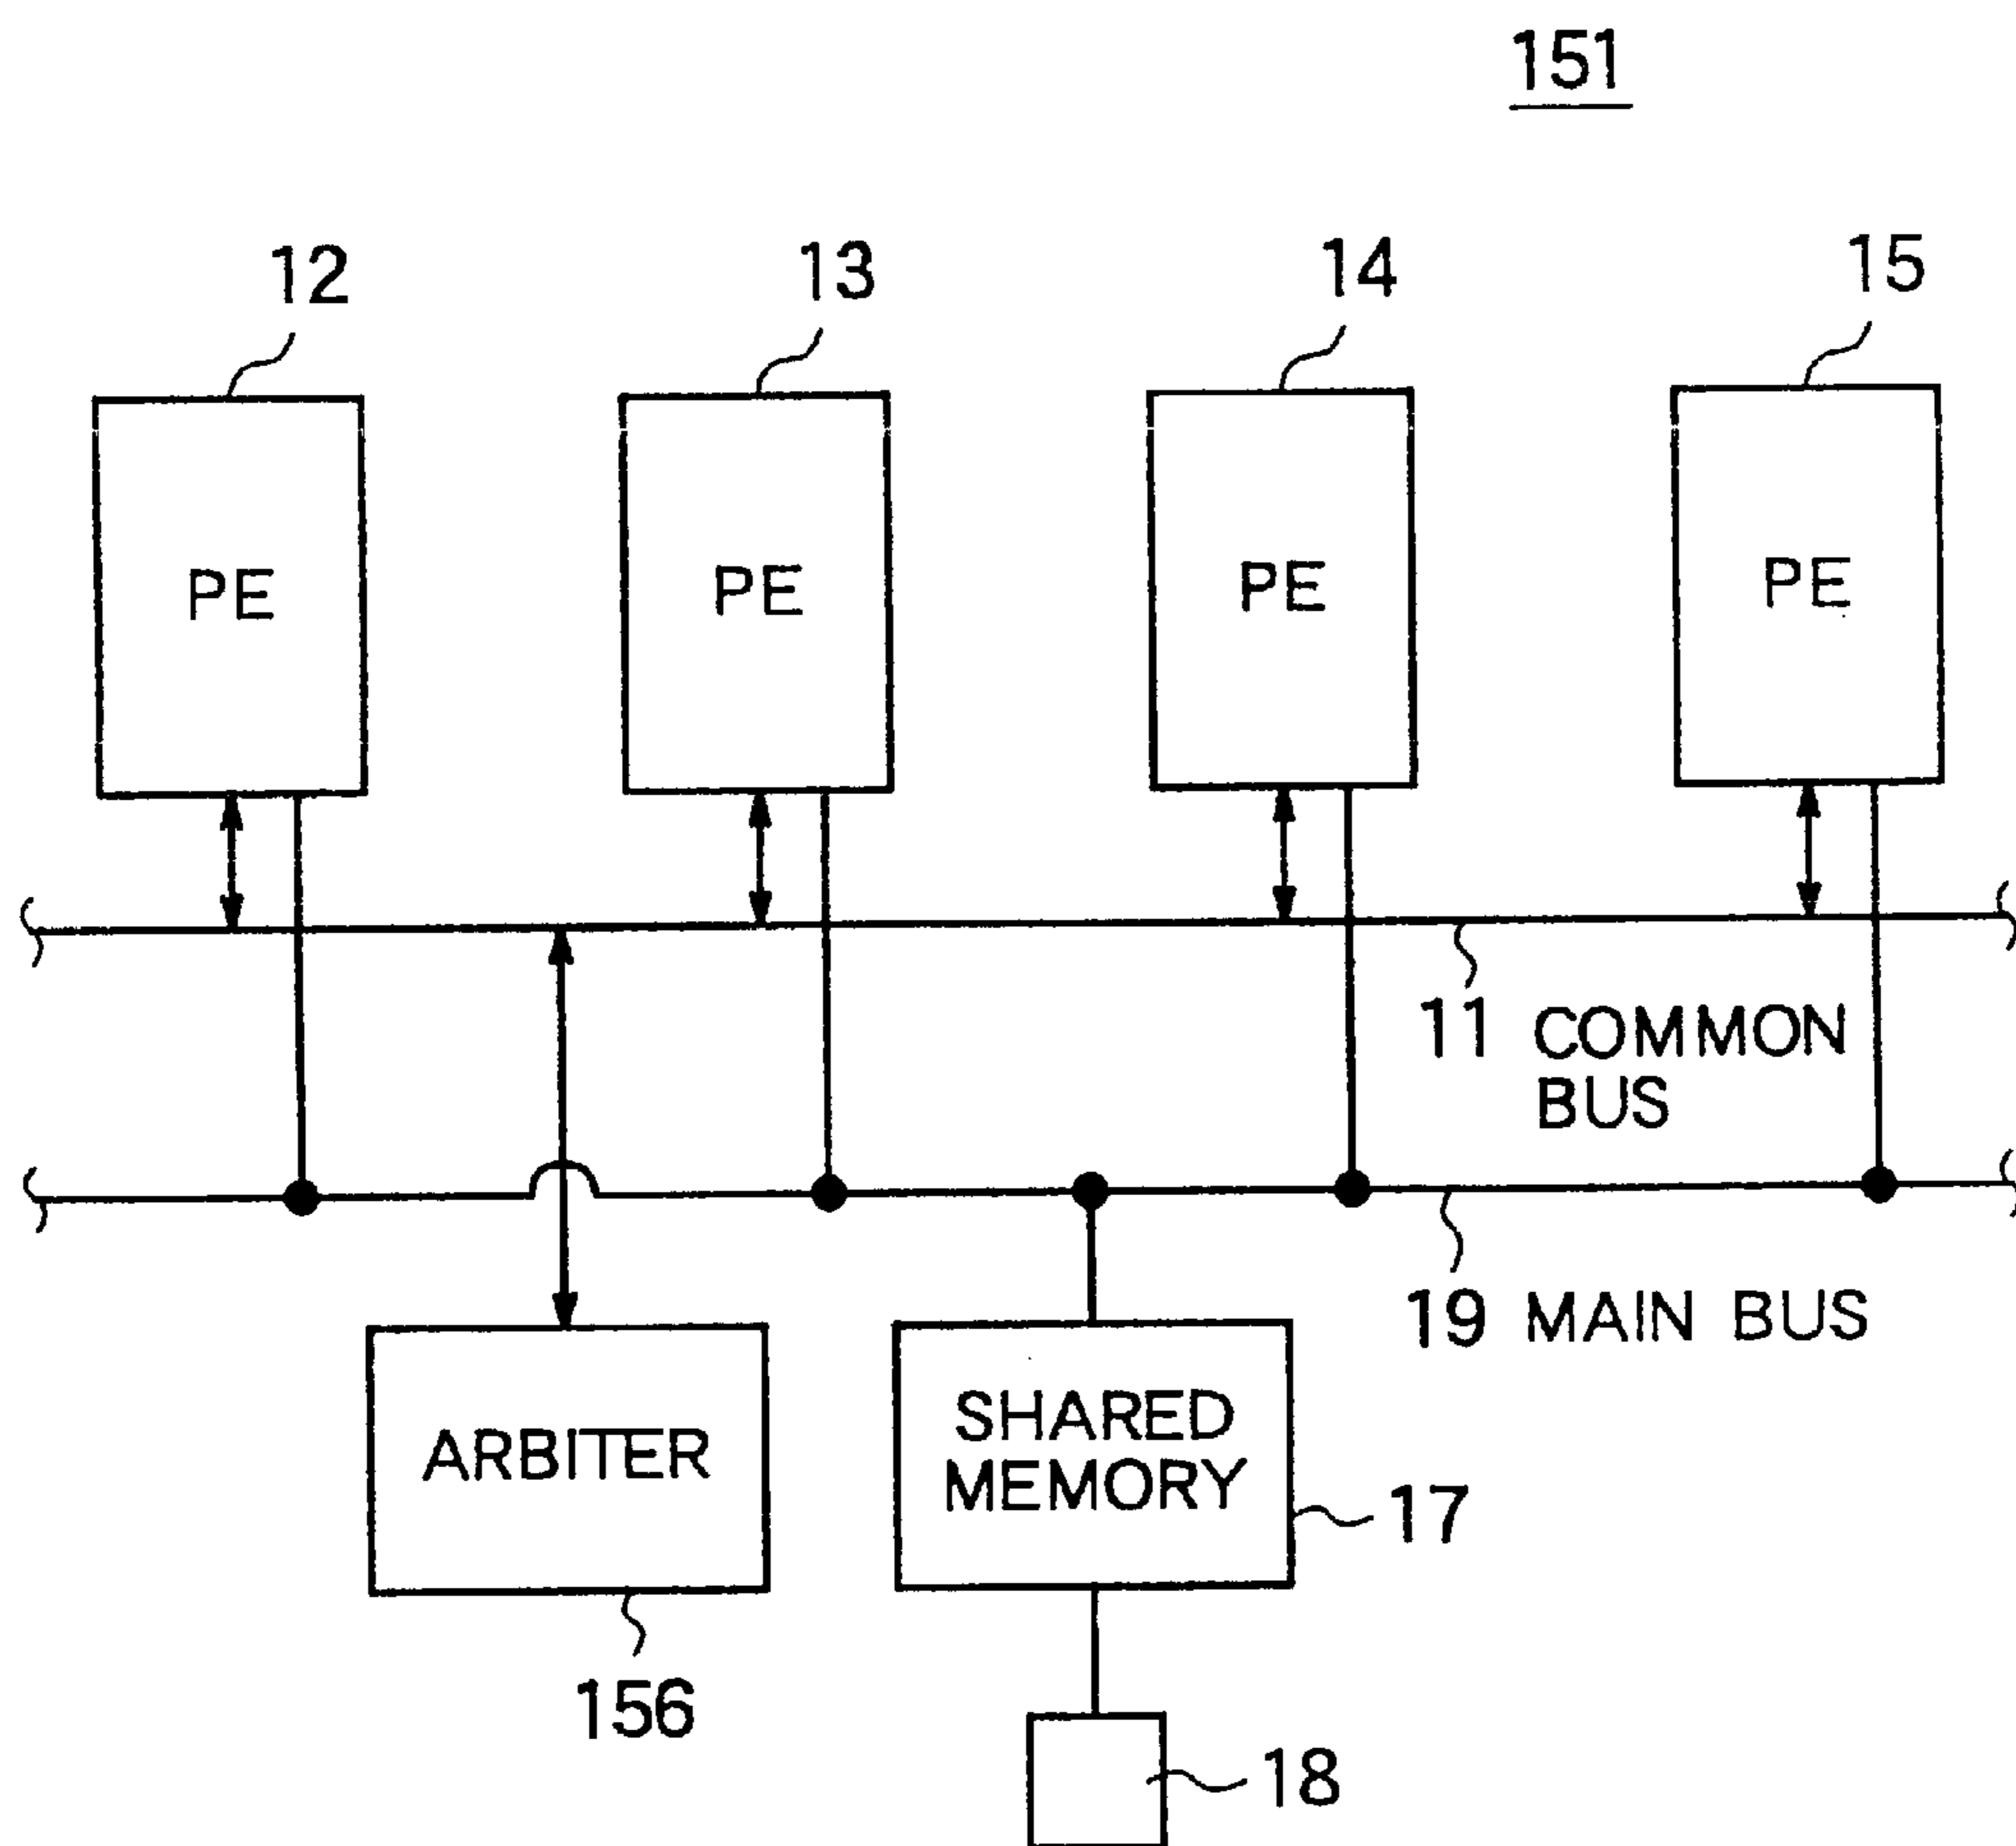 151
12
13
14
15
PE
PE
PE
PE
11 COMMON
BUS
19 MAIN BUS
ARBITER
SHARED
MEMORY
17
156
18